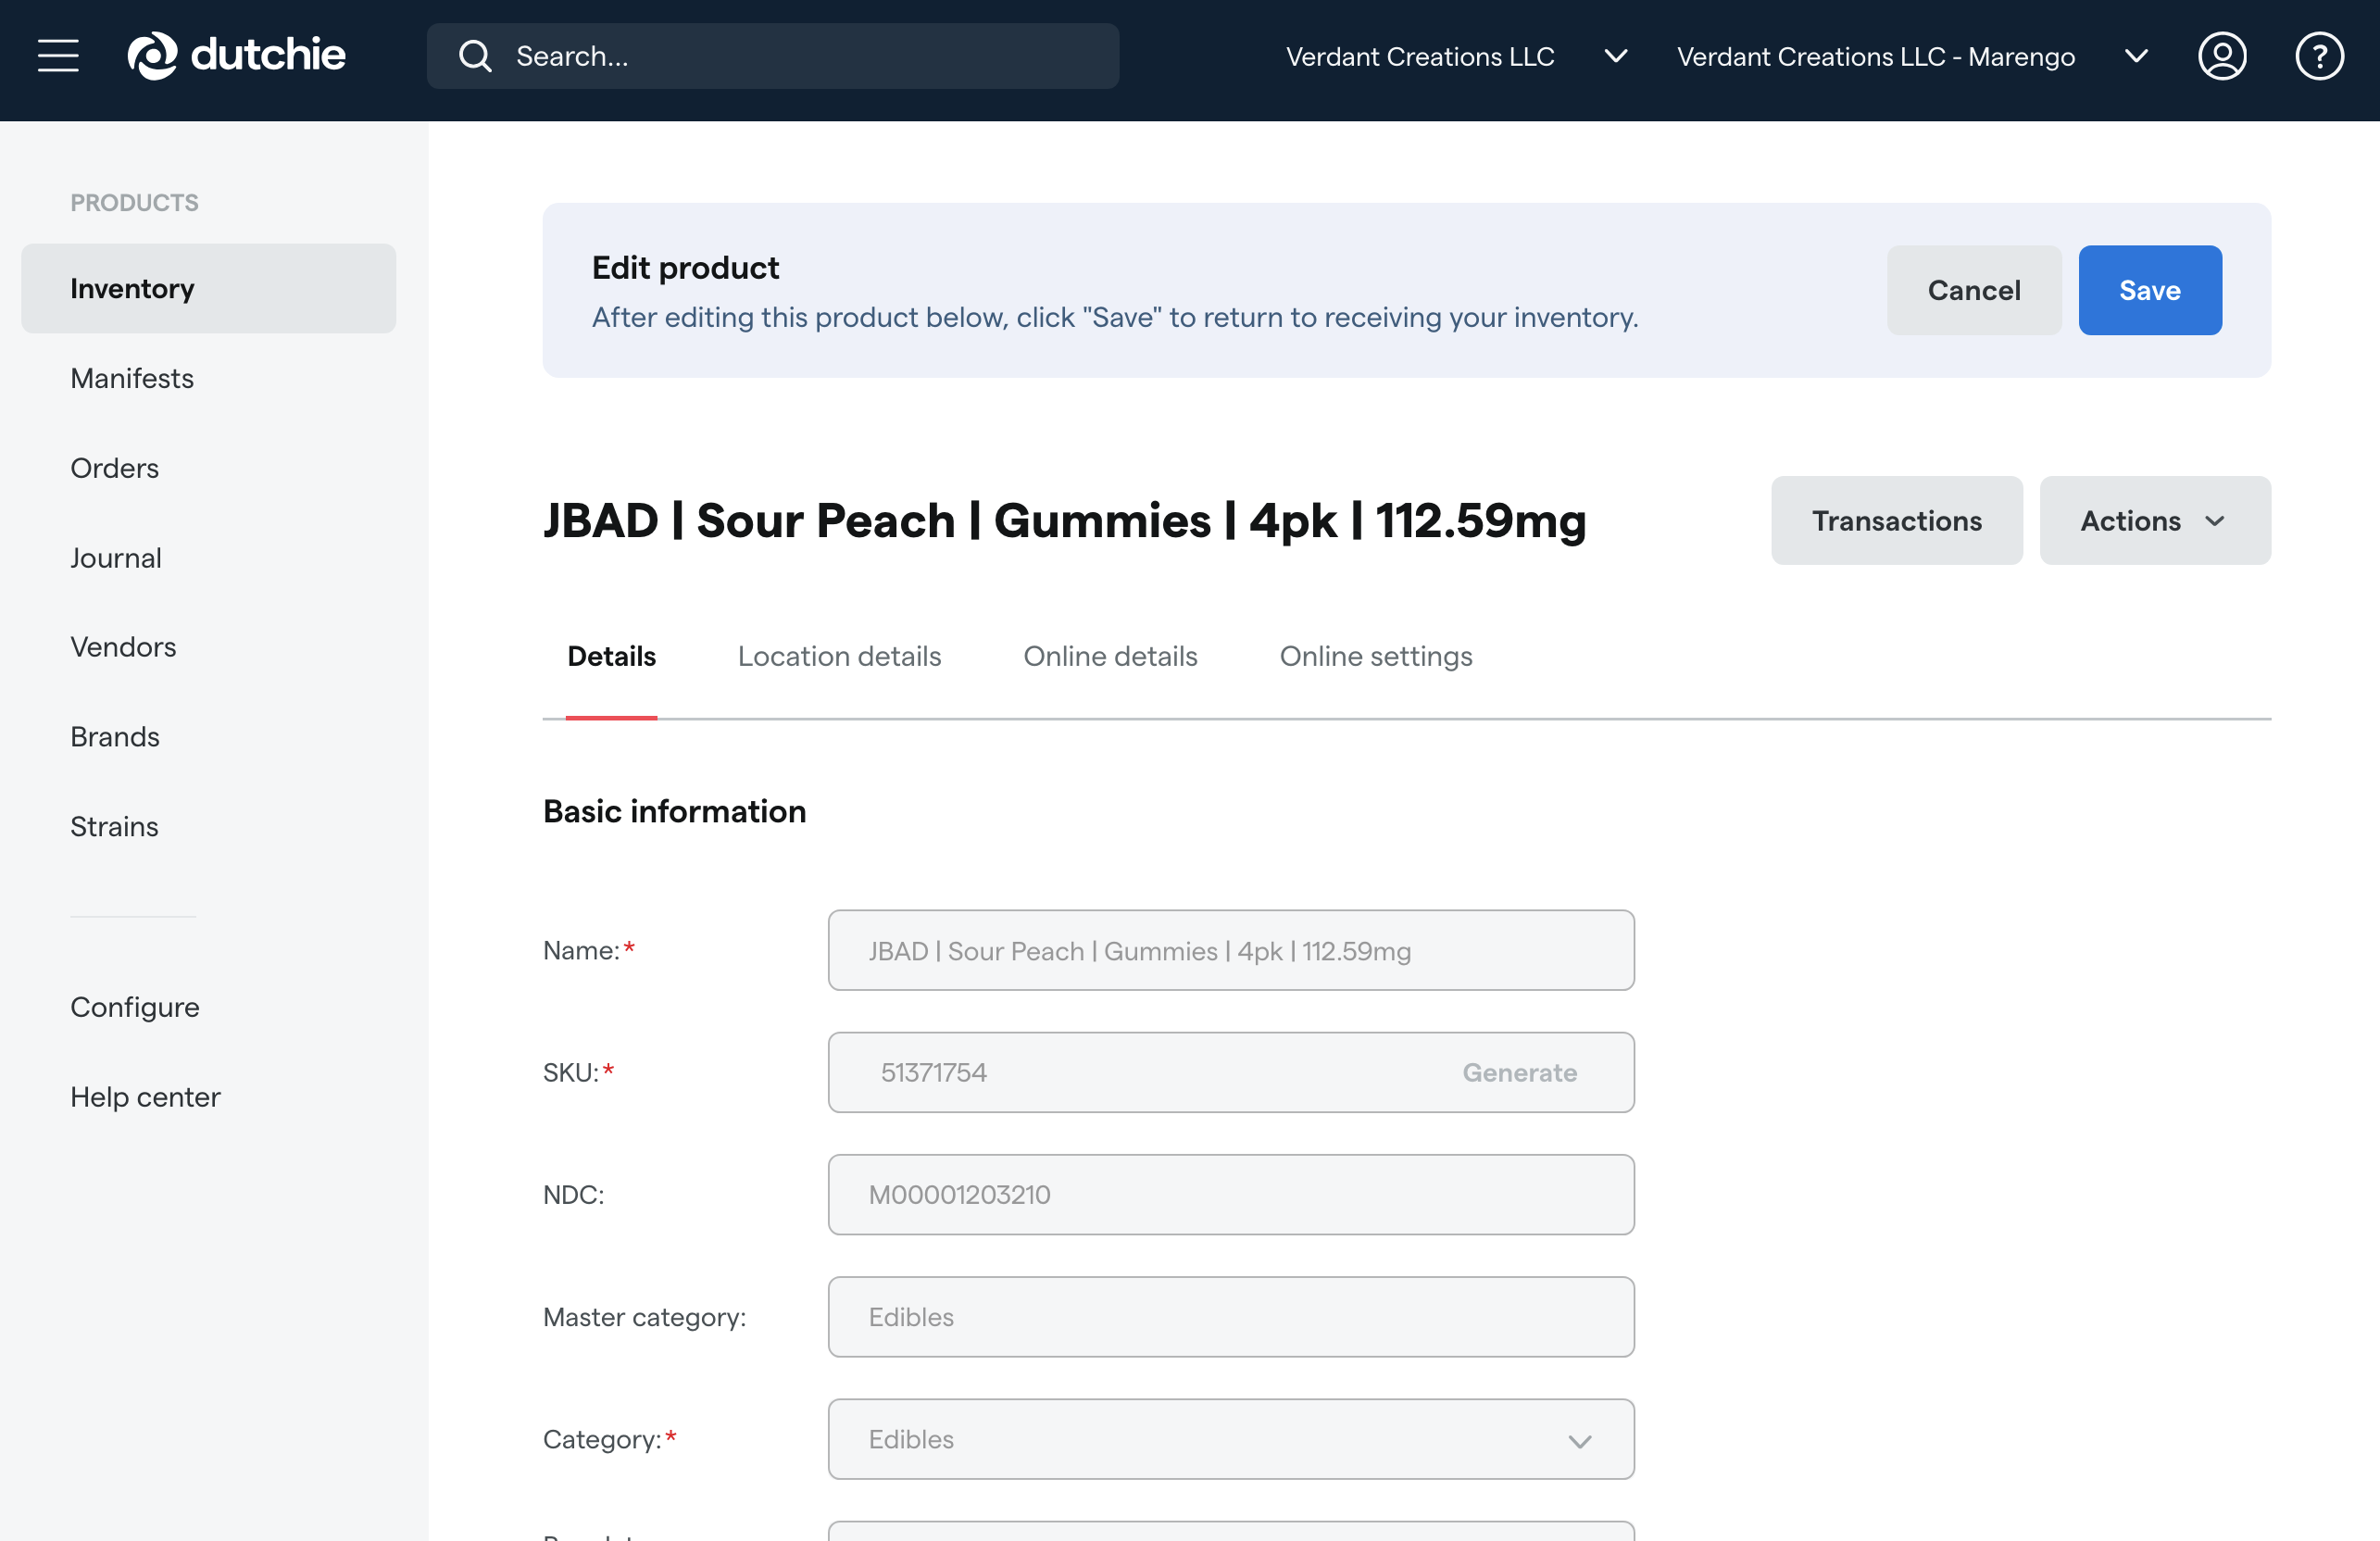 dutchie
Search...
Verdant Creations LLC
Verdant Creations LLC - Marengo
?
PRODUCTS
Inventory
Manifests
Orders
Journal
Vendors
Brands
Strains
Configure
Help center
Edit product
After editing this product below, click "Save" to return to receiving your inventory.
Cancel
Save
JBAD | Sour Peach | Gummies | 4pk | 112.59mg
Transactions
Actions
Details
Location details
Online details
Online settings
Basic information
Name:*
JBAD | Sour Peach | Gummies | 4pk | 112.59mg
SKU:*
51371754
Generate
NDC:
M00001203210
Master category:
Edibles
Category:*
Edibles